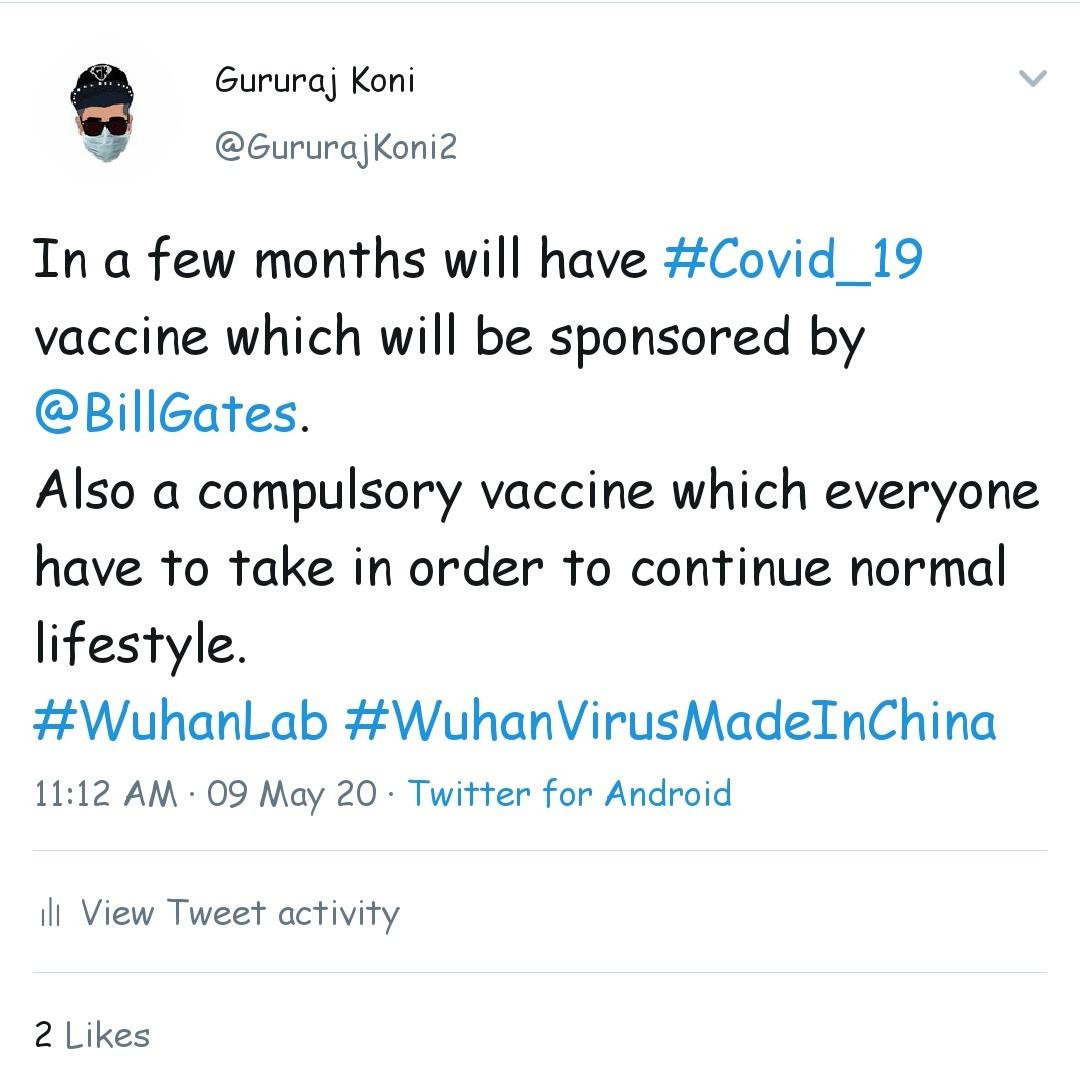 Gururaj Koni
@GururajKoni2
In a few months will have #Covid_19
vaccine which will be sponsored by
@BillGates.
Also a compulsory vaccine which everyone
have to take in order to continue normal
lifestyle.
#WuhanLab #WuhanVirusMadeInChina
11:12 AM · 09 May 20 · Twitter for Android
View Tweet activity
2 Likes